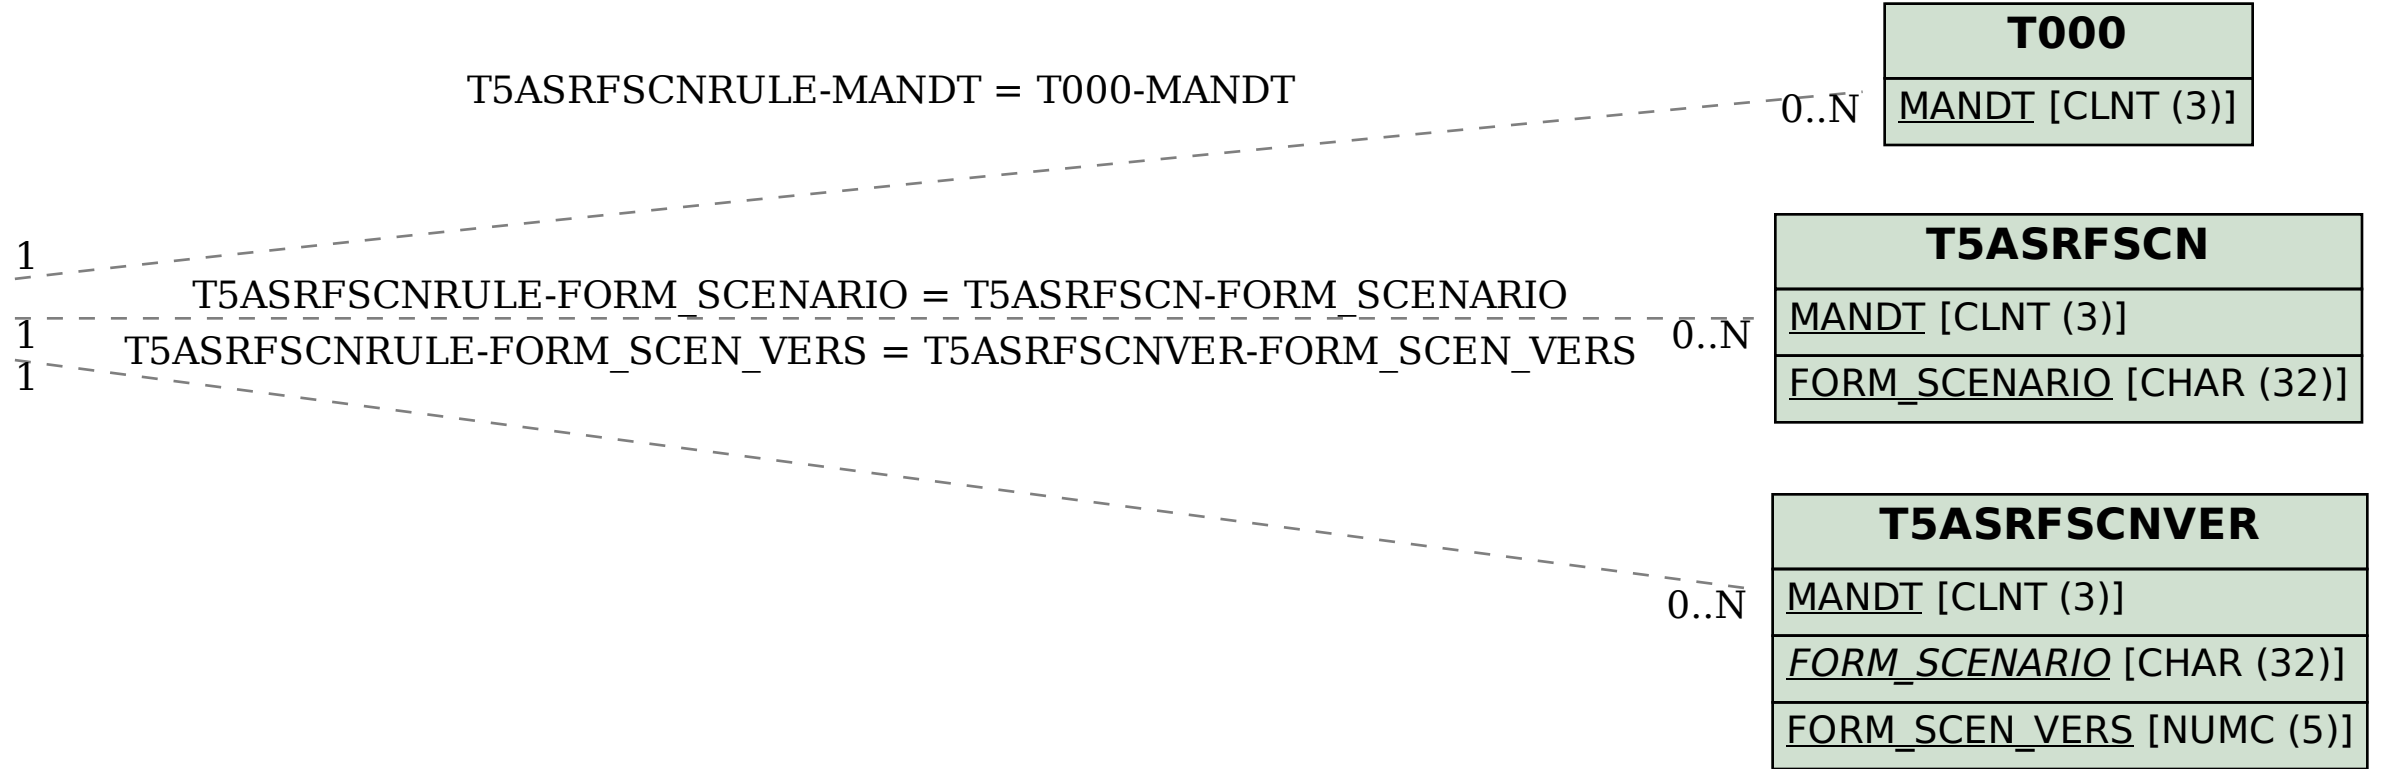 T000
T5ASRFSCNRULE-MANDT = T000-MANDT
0..N
MANDT [CLNT (3)]
1
T5ASRFSCN
T5ASRFSCNRULE-FORM_SCENARIO = T5ASRFSCN-FORM_SCENARIO
MANDT [CLNT (3)]
1
0..N
T5ASRFSCNRULE-FORM_SCEN_VERS = T5ASRFSCNVER-FORM_SCEN_VERS
1
FORM_SCENARIO [CHAR (32)]
T5ASRFSCNVER
0..N
MANDT [CLNT (3)]
FORM_SCENARIO [CHAR (32)]
FORM_SCEN_VERS [NUMC (5)]